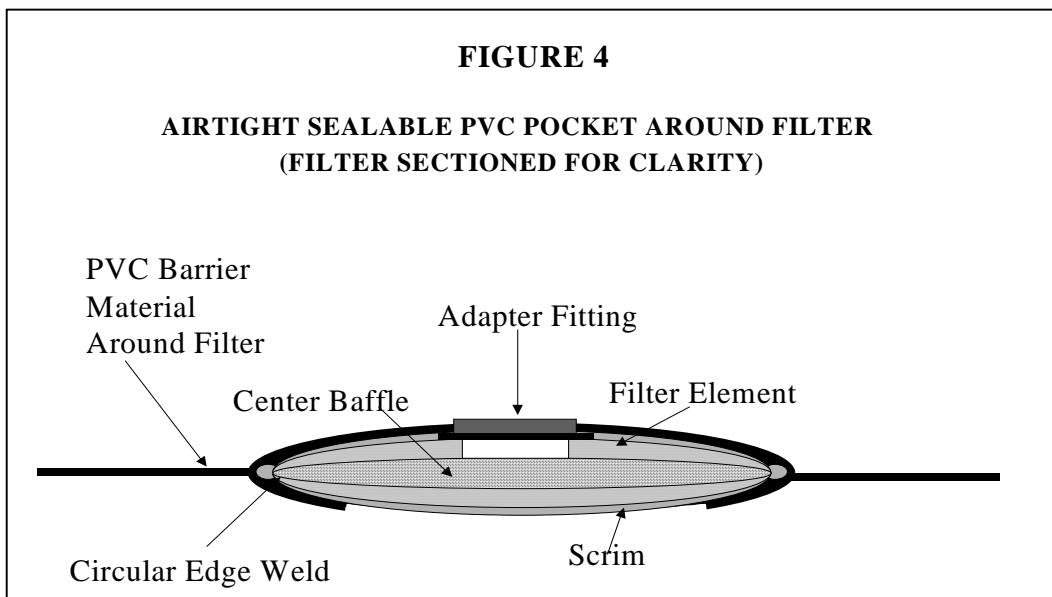 FIGURE 4
AIRTIGHT SEALABLE PVC POCKET AROUND FILTER
(FILTER SECTIONED FOR CLARITY)
PVC Barrier
Material
Around Filter
Adapter Fitting
Center Baffle
Filter Element
Scrim
Circular Edge Weld